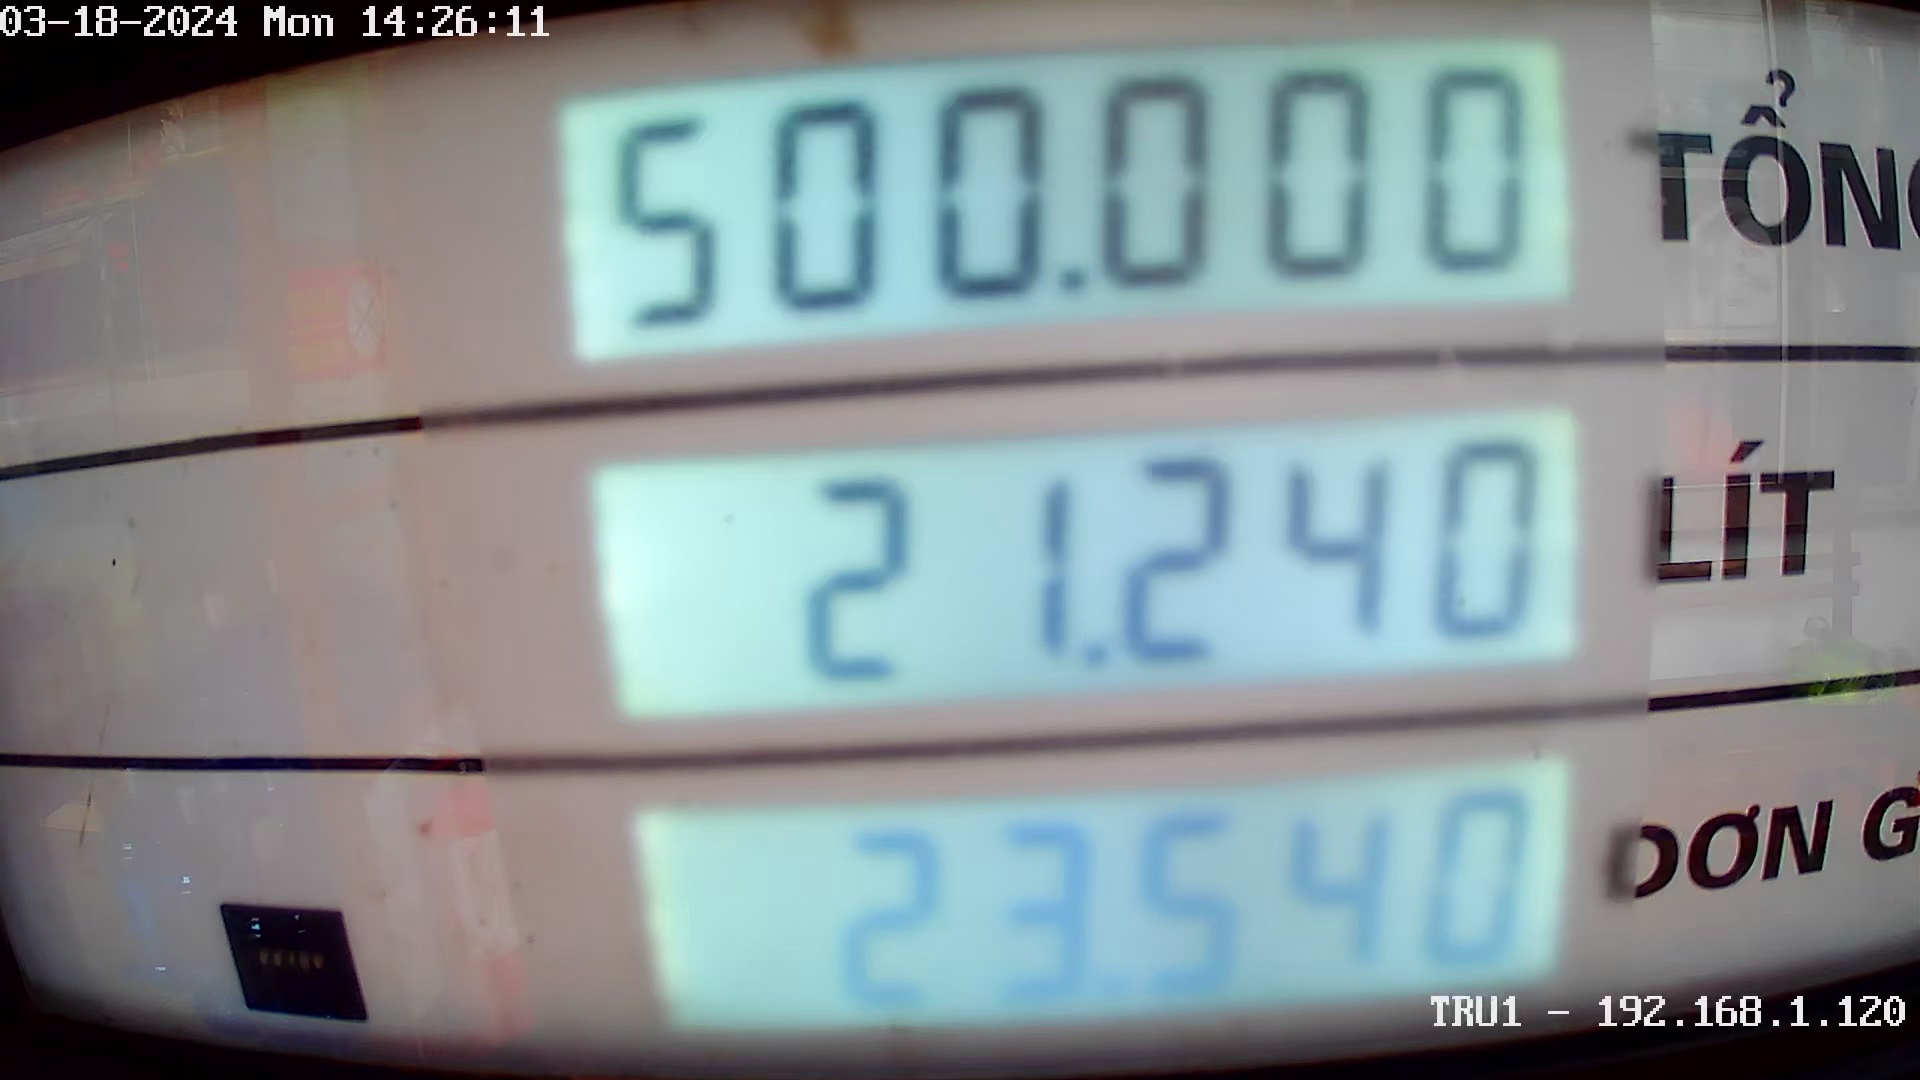 03-18-2024 Mon 14:26:11
500.000
TỔNG
21.240
LÍT
23.540
ĐƠN G
TRU1 - 192.168.1.120